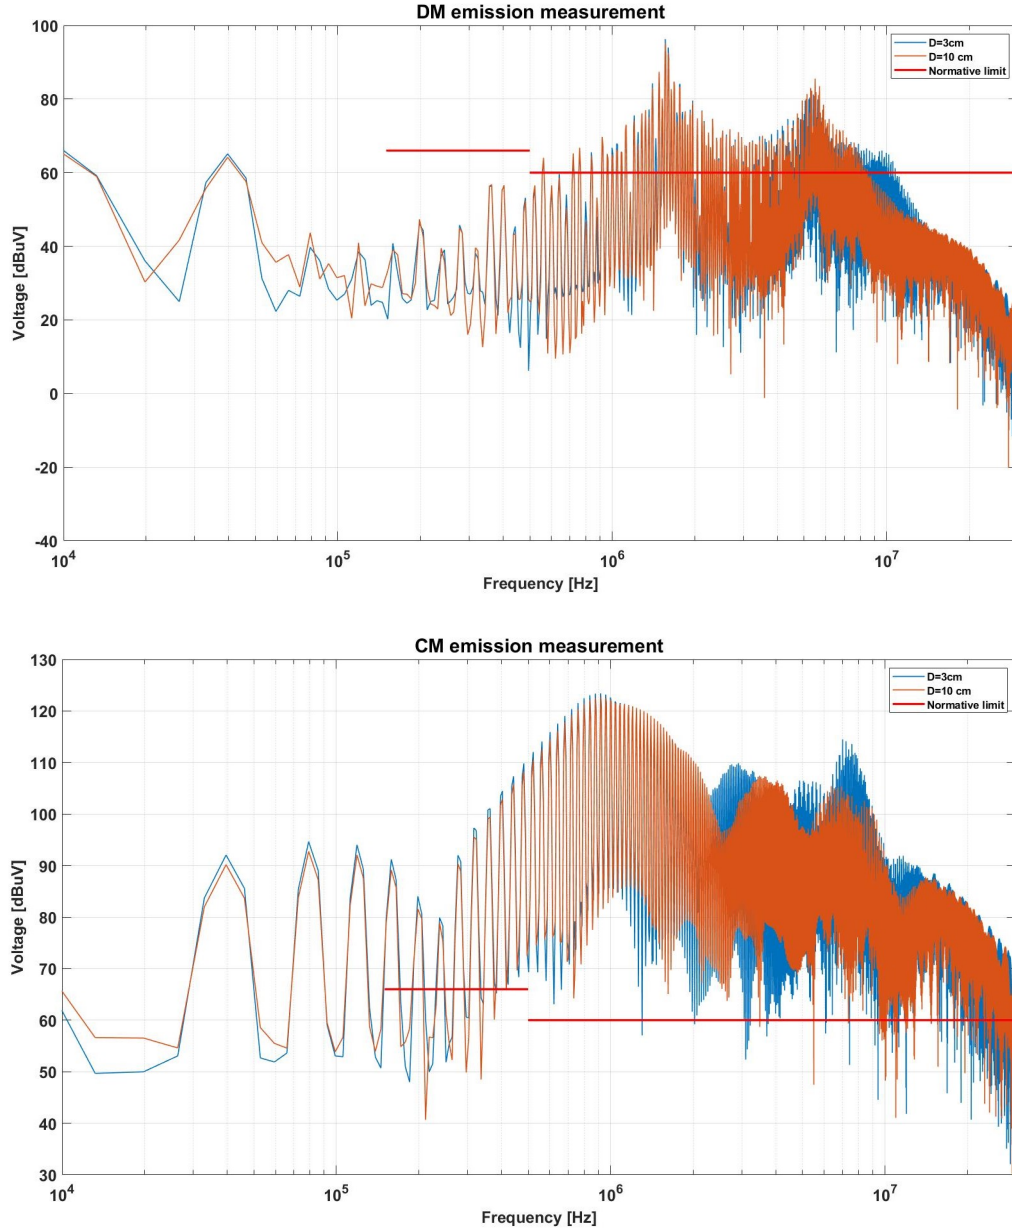 DM emission measurement
100
80
60
40
20
0
-20
-40
Voltage [dBuV]
D=3cm
D=10 cm
Normative limit
10^4
10^5
10^6
10^7
Frequency [Hz]
CM emission measurement
130
120
110
100
90
80
70
60
50
40
30
Voltage [dBuV]
D=3cm
D=10 cm
Normative limit
10^4
10^5
10^6
10^7
Frequency [Hz]